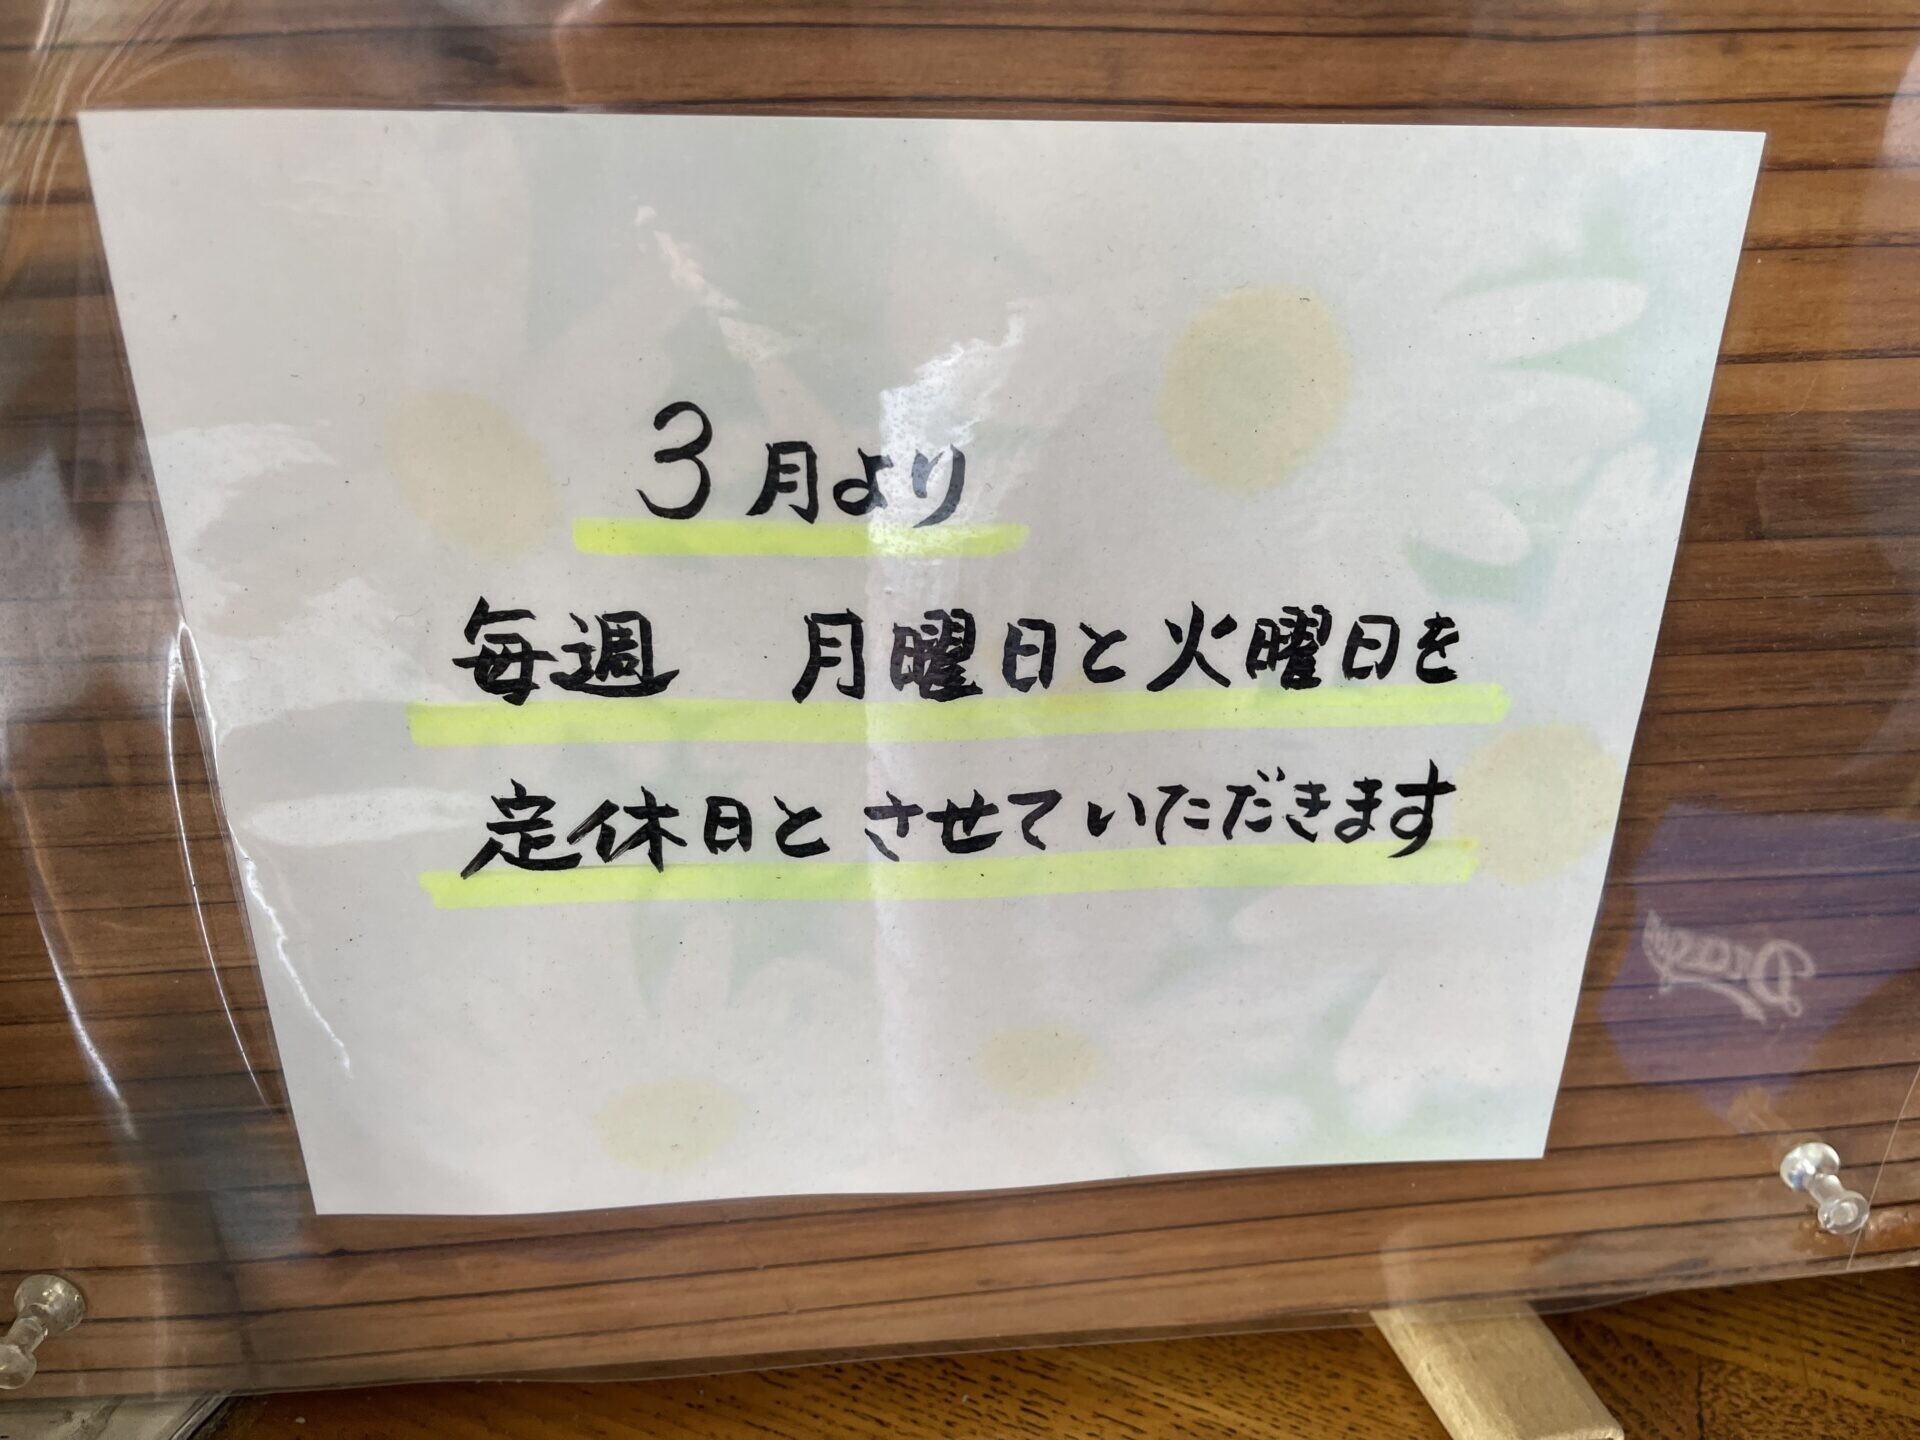 3月より
毎週　月曜日と火曜日を
定休日とさせていただきます